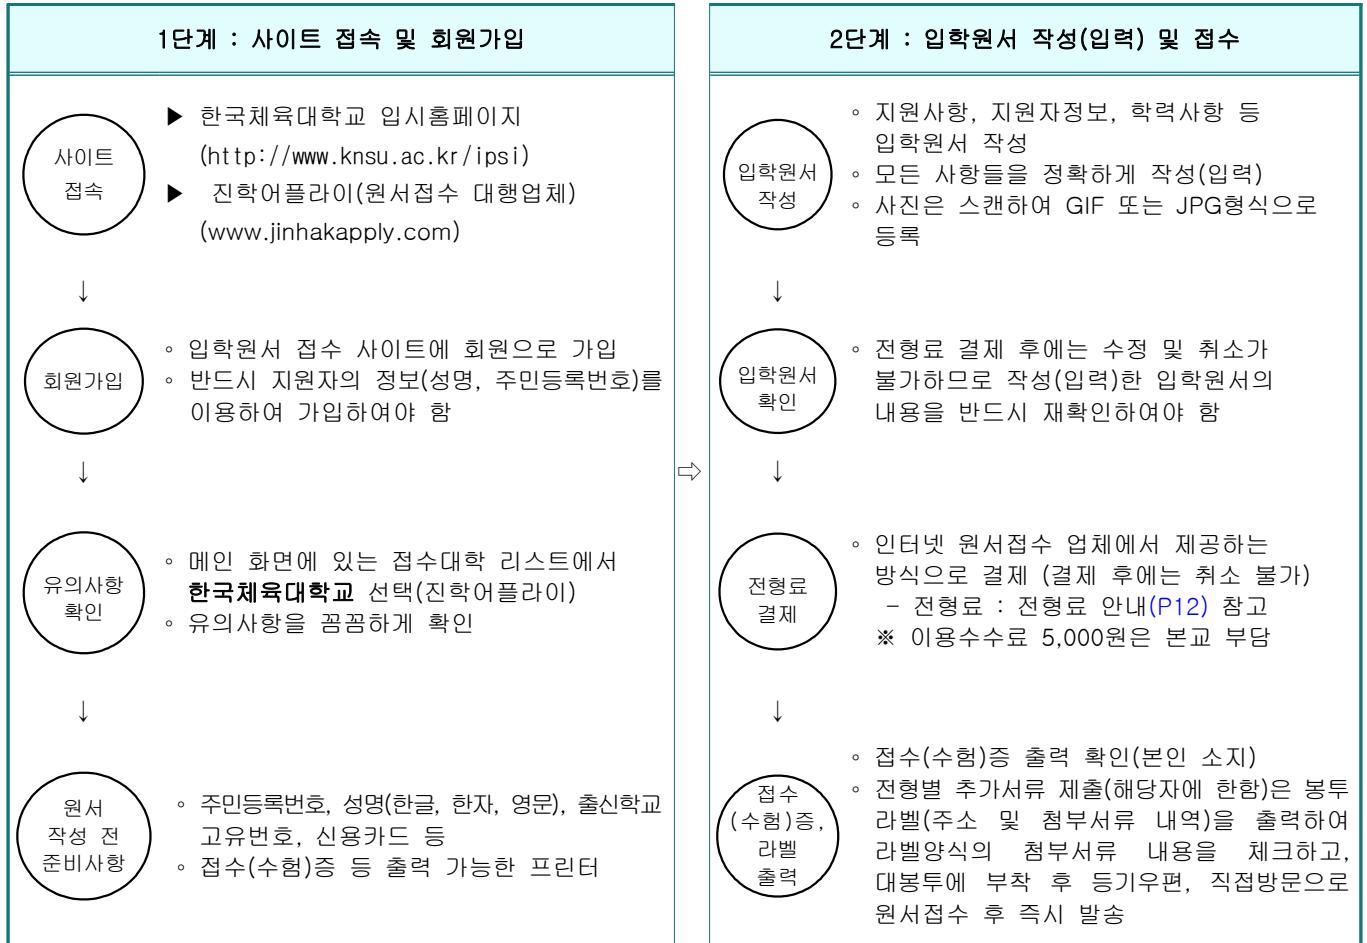 1단계 : 사이트 접속 및 회원가입
사이트
접속
▶ 한국체육대학교 입시홈페이지
(http://www.knsu.ac.kr/ipsi)
▶ 진학어플라이(원서접수 대행업체)
(www.jinhakapply.com)
↓
회원가입
◦ 입학원서 접수 사이트에 회원으로 가입
◦ 반드시 지원자의 정보(성명, 주민등록번호)를
이용하여 가입하여야 함
↓
유의사항
확인
◦ 메인 화면에 있는 접수대학 리스트에서
한국체육대학교 선택(진학어플라이)
◦ 유의사항을 꼼꼼하게 확인
↓
원서
작성 전
준비사항
◦ 주민등록번호, 성명(한글, 한자, 영문), 출신학교
고유번호, 신용카드 등
◦ 접수(수험)증 등 출력 가능한 프린터
⇨
2단계 : 입학원서 작성(입력) 및 접수
입학원서
작성
◦ 지원사항, 지원자정보, 학력사항 등
입학원서 작성
◦ 모든 사항들을 정확하게 작성(입력)
◦ 사진은 스캔하여 GIF 또는 JPG형식으로
등록
↓
입학원서
확인
◦ 전형료 결제 후에는 수정 및 취소가
불가하므로 작성(입력)한 입학원서의
내용을 반드시 재확인하여야 함
↓
전형료
결제
◦ 인터넷 원서접수 업체에서 제공하는
방식으로 결제 (결제 후에는 취소 불가)
- 전형료 : 전형료 안내(P12) 참고
※ 이용수수료 5,000원은 본교 부담
↓
접수
(수험)증,
라벨
출력
◦ 접수(수험)증 출력 확인(본인 소지)
◦ 전형별 추가서류 제출(해당자에 한함)은 봉투
라벨(주소 및 첨부서류 내역)을 출력하여
라벨양식의 첨부서류 내용을 체크하고,
대봉투에 부착 후 등기우편, 직접방문으로
원서접수 후 즉시 발송